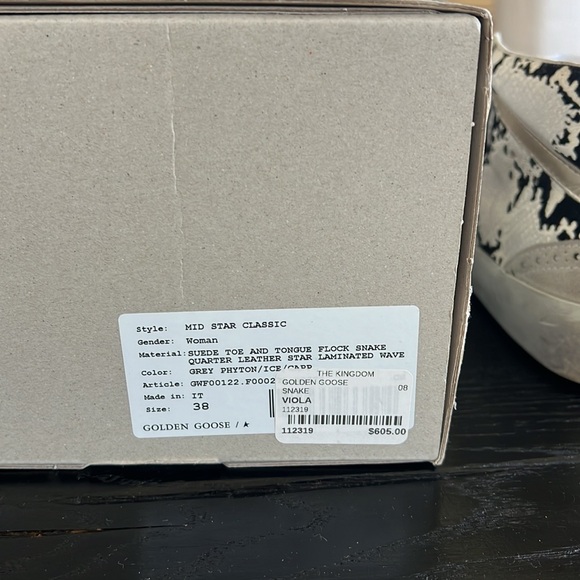 Style: MID STAR CLASSIC
Gender: Woman
Material: SUEDE TOE AND TONGUE FLOCK SNAKE
QUARTER LEATHER STAR LAMINATED WAVE
Color: GREY PHYTON/ICE/CAPP
Article: GWF00122.F0002
Made in: IT
Size: 38
GOLDEN GOOSE /
THE KINGDOM
GOLDEN GOOSE
SNAKE
08
VIOLA
112319
112319 $605.00